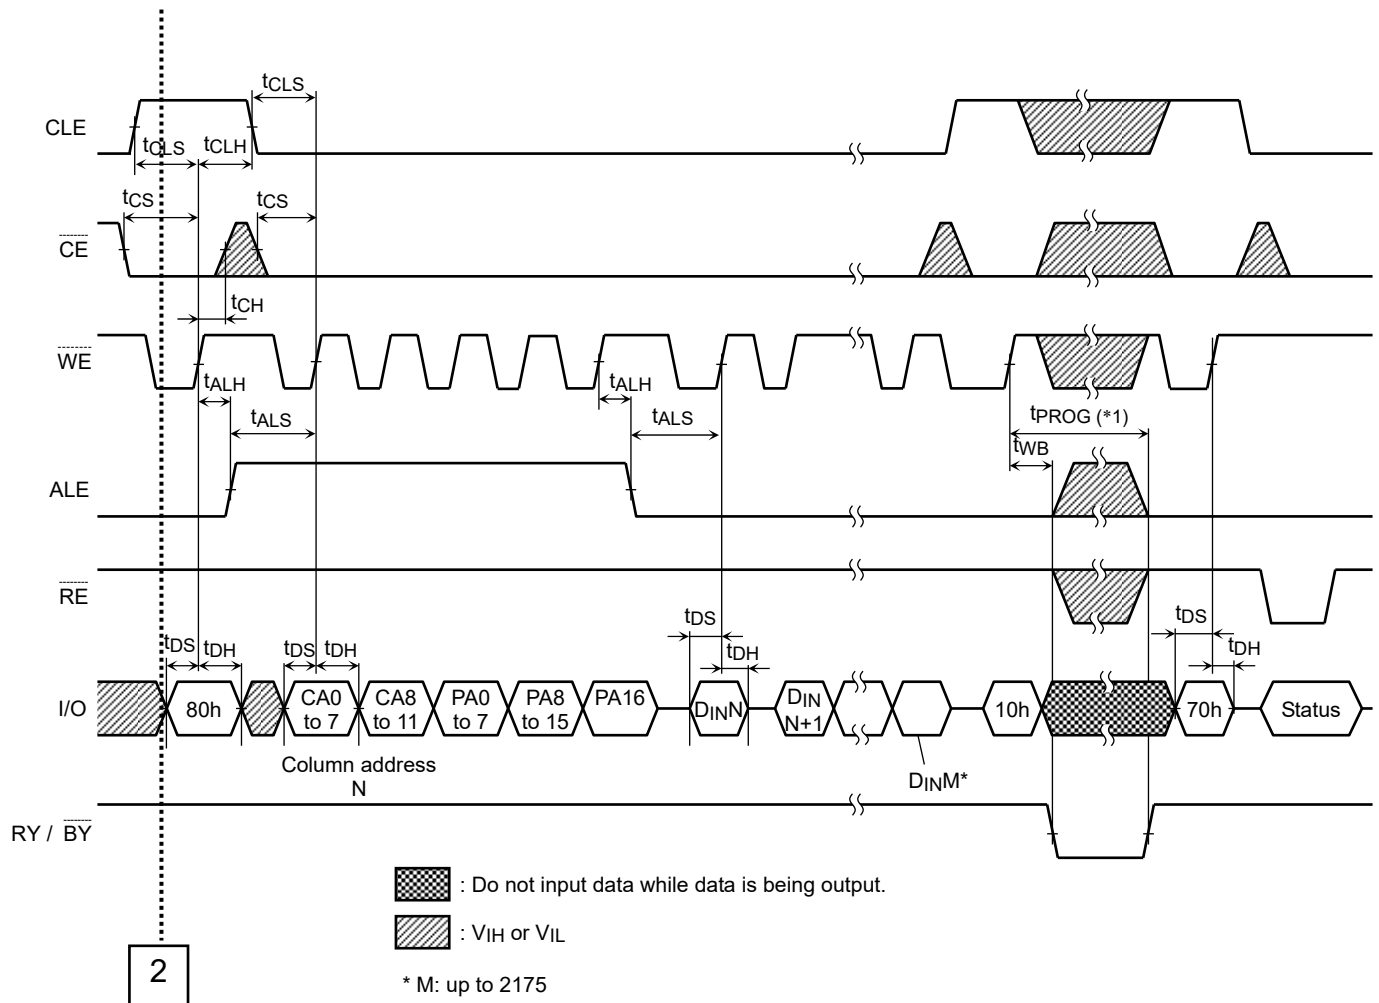 tCLS
CLE
tCLS
tCLH
tCS
tCS
CE
tCH
WE
tALH
tALH
tALS
tALS
tPROG (*1)
tWB
ALE
RE
tDS
tDH
tDS
tDH
tDS
tDH
tDS
tDH
I/O
80h
CA0
to 7
CA8
to 11
PA0
to 7
PA8
to 15
PA16
DINN
DIN
N+1
10h
70h
Status
Column address
N
DINM*
RY / BY
: Do not input data while data is being output.
: VIH or VIL
2
* M: up to 2175